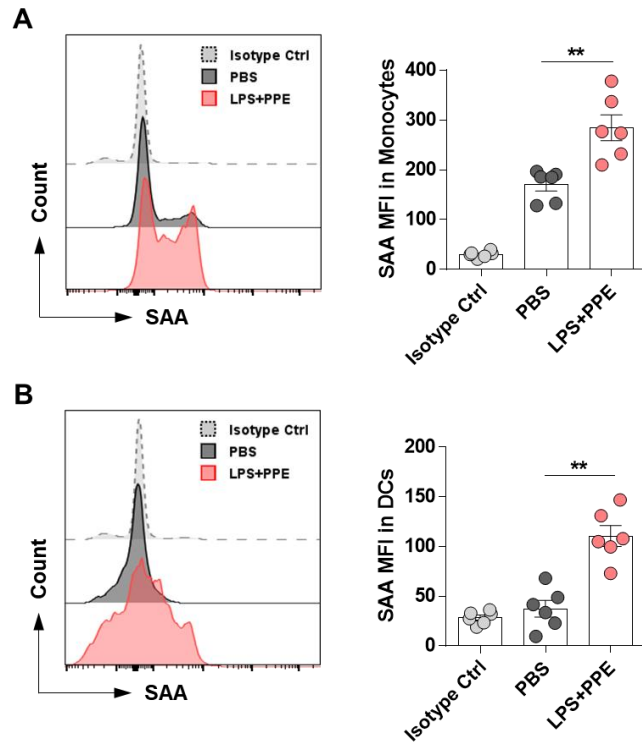 A
Isotype Ctrl
PBS
LPS+PPE
Count
SAA
SAA MFI in Monocytes
400
300
200
100
0
**
Isotype Ctrl
PBS
LPS+PPE
B
Isotype Ctrl
PBS
LPS+PPE
Count
SAA
SAA MFI in DCs
200
150
100
50
0
**
Isotype Ctrl
PBS
LPS+PPE